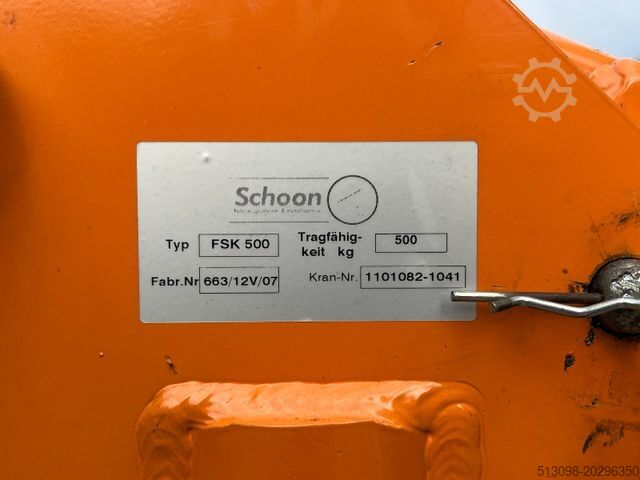 Schoon
Typ FSK 500 Tragfähig-
keit kg 500
Fabr.Nr 663/12V/07 Kran-Nr. 1101082-1041
513098-20296350